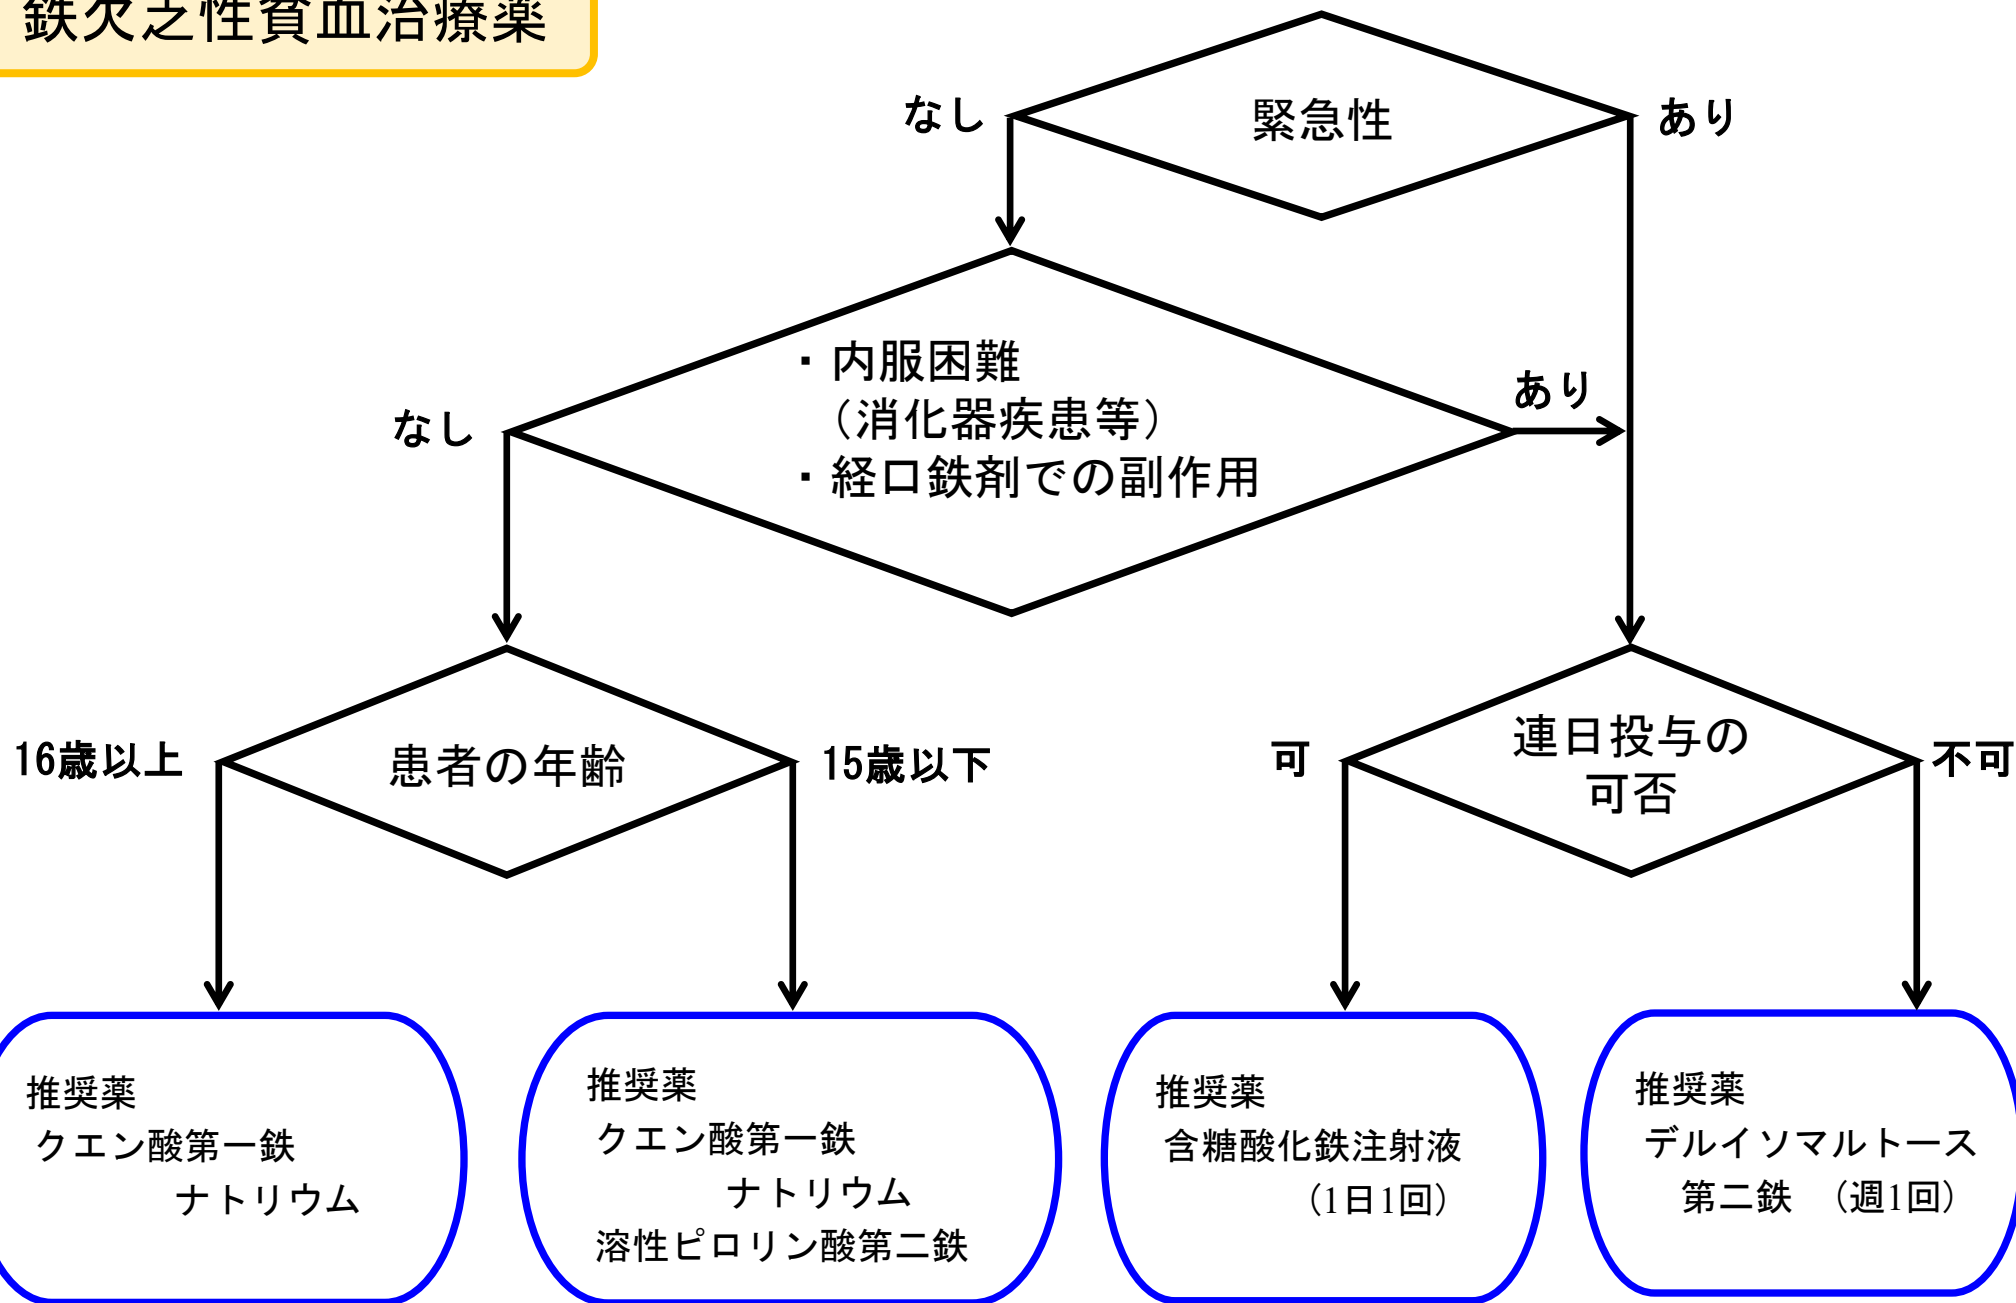 鉄欠乏性貧血治療薬
緊急性
なし
あり
・内服困難
（消化器疾患等）
・経口鉄剤での副作用
なし
あり
患者の年齢
16歳以上
15歳以下
連日投与の
可否
可
不可
推奨薬
クエン酸第一鉄
ナトリウム
推奨薬
クエン酸第一鉄
ナトリウム
溶性ピロリン酸第二鉄
推奨薬
含糖酸化鉄注射液
（1日1回）
推奨薬
デルイソマルトース
第二鉄　（週1回）